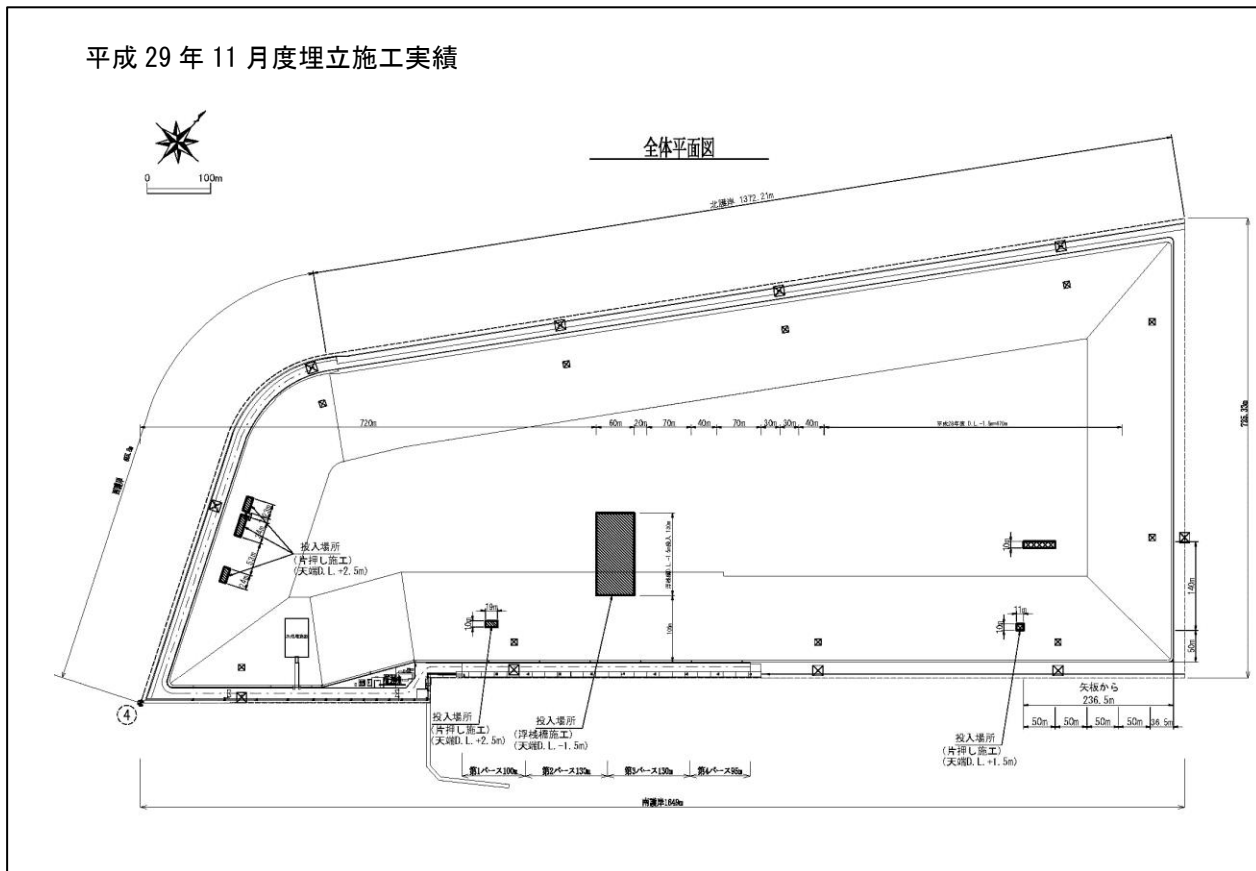 平成 29 年 11 月度埋立施工実績
全体平面図
0 100m
北護岸 1372.21m
720m 60m 20m 70m 40m 70m 30m 30m 40m
10m
投入場所
(片押し施工)
(天端D.L.+2.5m)
14m
19m
10m
100m
11m
10m
140m
50m
矢板から
236.5m
50m 50m 50m 50m 36.5m
④
投入場所
(片押し施工)
(天端D.L.+2.5m)
投入場所
(浮桟橋施工)
(天端D.L.-1.5m)
投入場所
(片押し施工)
(天端D.L.+1.5m)
第1バース100m 第2バース130m 第3バース130m 第4バース95m
南護岸1649m